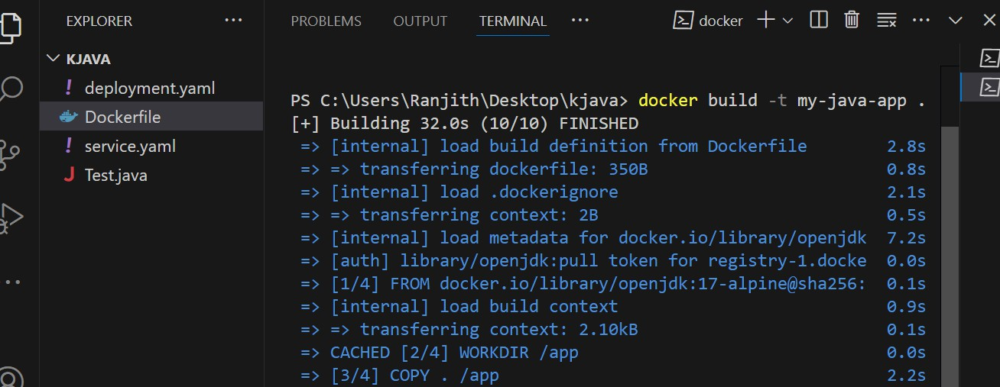 EXPLORER
KJAVA
! deployment.yaml
Dockerfile
! service.yaml
J Test.java
PROBLEMS OUTPUT TERMINAL
docker
PS C:\Users\Ranjith\Desktop\kjava> docker build -t my-java-app .
[+] Building 32.0s (10/10) FINISHED
=> [internal] load build definition from Dockerfile 2.8s
=> => transferring dockerfile: 350B 0.8s
=> [internal] load .dockerignore 2.1s
=> => transferring context: 2B 0.5s
=> [internal] load metadata for docker.io/library/openjdk 7.2s
=> [auth] library/openjdk:pull token for registry-1.docke 0.0s
=> [1/4] FROM docker.io/library/openjdk:17-alpine@sha256: 0.1s
=> [internal] load build context 0.9s
=> => transferring context: 2.10kB 0.1s
=> CACHED [2/4] WORKDIR /app 0.0s
=> [3/4] COPY . /app 2.2s